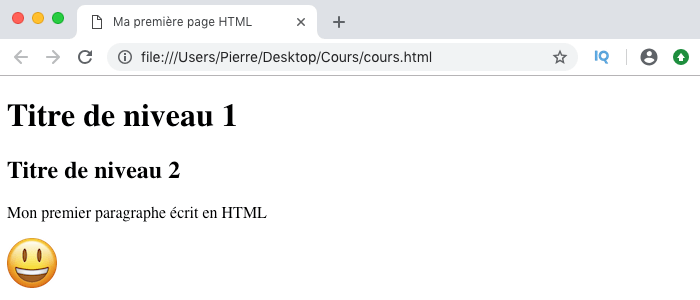 Ma première page HTML
file:///Users/Pierre/Desktop/Cours/cours.html
IQ
Titre de niveau 1
Titre de niveau 2
Mon premier paragraphe écrit en HTML